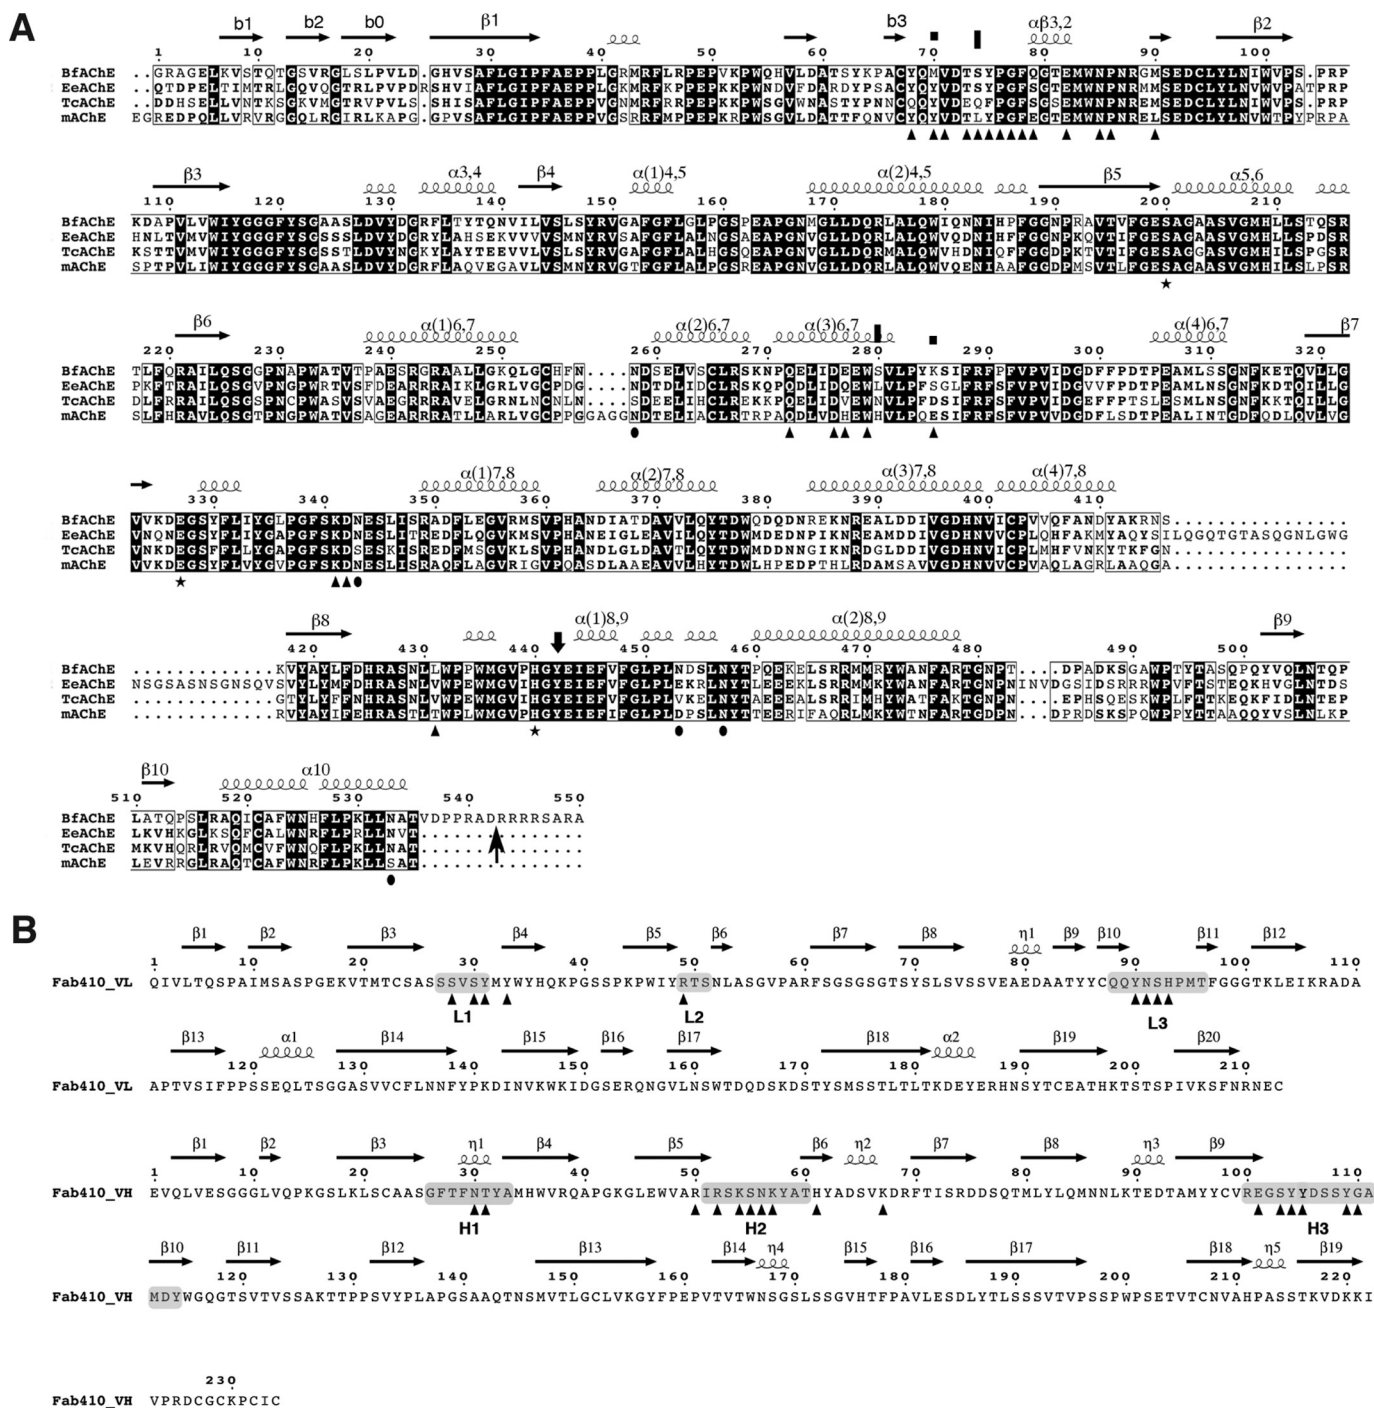 A
b1 b2 b0 β1 b3 αβ3,2 β2
1 10 20 30 40 50 60 70 80 90 100
BfAChE ..GRAGELKVSTQTGSVRGLSLPVLD.GHVSAFLGIPFAEPPLGRMRFLRPEPVKPWQHVLDATSYKPACYQMVDTSYPGFQGTEMWNPNRGMSEDCLYLNIWVPS.PRP
EeAChE ..QTDPELTIMTRLGQVQGTRLPVPDRSHVIAFLGIPFAEPPLGKMRFKPPEPKKPWNDVFDARDYPSACYQYVDTSYPGFSGTEMWNPNRMMSEDCLYLNVWVPATPRP
TcAChE ..DDHSELLVNTKSGKVMGTRVPVLS.SHISAFLGIPFAEPPVGNMRFRRPEPKKPWSGVWNASTYPNNCQQYVDEQFPGFSGSEMWNPNREMSEDCLYLNIWVPS.PRP
mAChE EGREDPQLLVRVRGGQLRGIRLKAPG.GPVSAFLGIPFAEPPVGSRRFMPPEPKRPWSGVLDATTFQNVCYQYVDTLYPGFEGTEMWNPNRELSEDCLYLNVWTPYPRPA
β3 α3,4 β4 α(1)4,5 α(2)4,5 β5 α5,6
110 120 130 140 150 160 170 180 190 200 210
BfAChE KDAPVLVWIYGGGFYSGAASLDVYDGRFLTYTQNVILVSLSYRVGAFGFLGLPGSPEAPGNMGLLDQRLALQWIQNNIHPFGGNPRAVTVFGESAGAASVGMHLLSTQSR
EeAChE HNLTVMVWIYGGGFYSGSSSLDVYDGRYLAHSEKVVVVSMNYRVSAFGFLALNGSAEAPGNVGLLDQRLALQWVQDNIHFFGGNPKQVTIFGESAGAASVGMHLLSPDSR
TcAChE KSTTVMVWIYGGGFYSGSSTLDVYNGKYLAYTEEVVLVSLSYRVGAFGFLALHGSQEAPGNVGLLDQRMALQWVHDNIQFFGGDPKTVTIFGESAGGASVGMHILSPGSR
mAChE SPTPVLIWIYGGGFYSGAASLDVYDGRFLAQVEGAVLVSMNYRVGTFGFLALPGSREAPGNVGLLDQRLALQWVQENIAAFGGDPMSVTLFGESAGAASVGMHILSLPSR
β6 α(1)6,7 α(2)6,7 α(3)6,7 α(4)6,7 β7
220 230 240 250 260 270 280 290 300 310 320
BfAChE TLFQRAILQSGGPNAPWATVTPAESRGRAALLGKQLGCHFN....NDSELVSCLRSKNPQELIDEEWSVLPYKSIFRFPFVPVIDGDFFPDTPEAMLSSGNFKETQVLLG
EeAChE PKFTRAILQSGVPNGPWRTVSFDEARRRAIKLGRLVGCPDG....NDTDLIDCLRSKQPQDLIDQEWLVLPFSGLFRFSFVPVIDGVVFPDTPEAMLNSGNFKDTQILLG
TcAChE DLFRRAILQSGSPNCPWASVSVAEGRRRAVELGRNLNCNLN....SDEELIHCLREKKPQELIDVEWNVLPFDSIFRFSFVPVIDGEFFPTSLESMLNSGNFKKTQILLG
mAChE SLFHRAVLQSGTPNGPWATVSAGEARRRATLLARLVGCPPGGAGGNDTELIACLRTRPAQDLVDHEWHVLPQESIFRFSFVPVVDGDFLSDTPEALINTGDFQDLQVLVG
α(1)7,8 α(2)7,8 α(3)7,8 α(4)7,8
330 340 350 360 370 380 390 400 410
BfAChE VVKDEGSYFLIYGLPGFSKDNESLISRADFLEGVRMSVPHANDIATDAVVLQYTDWQDQDNREKNREALDDIVGDHNVICPVVQFANDYAKRNS................
EeAChE VNQNEGSYFLIYGAPGFSKDNESLITREDFLQGVKMSVPHANEIGLEAVILQYTDWMDEDNPIKNREAMDDIVGDHNVVCPLQHFAKMYAQYSILQGQTGTASQGNLGWG
TcAChE VNKDEGSFFLLYGAPGFSKDSESKISREDFMSGVKLSVPHANDLGLDAVTLQYTDWMDDNNGIKNRDGLDDIVGDHNVICPLMHFVNKYTKFGN................
mAChE VVKDEGSYFLVYGVPGFSKDNESLISRAQFLAGVRIGVPQASDLAAEAVVLHYTDWLHPEDPTHLRDAMSAVVGDHNVVCPVAQLAGRLAAQGA................
β8 α(1)8,9 α(2)8,9 β9
420 430 440 450 460 470 480 490 500
BfAChE .............KVYAYLFDHRASNLLWPPWMGVPHGYEIEFVFGLPLNDSLNYTPQEKELSRRMMRYWANFARTGNPT....DPADKSGAWPTYTASQPQYVQLNTQP
EeAChE NSGSASNSGNSQVSVYLYMFDHRASNLVWPEWMGVIHGYEIEFVFGLPLEKRLNYTLEEEKLSRRMMKYWANFARTGNPNINVDGSIDSRRRWPVFTSTEQKHVGLNTDS
TcAChE .............GTYLYFFNHRASNLVWPEWMGVIHGYEIEFVFGLPLVKELNYTAEEEALSRRIMHYWATFAKTGNPN....EPHSQESKWPLFTTKEQKFIDLNTEP
mAChE .............RVYAYIFEHRASTLTWPLWMGVPHGYEIEFIFGLPLDPSLNYTTEERIFAQRLMKYWTNFARTGDPN....DPRDSKSPQWPPYTTAAQQYVSLNLKP
β10 α10
510 520 530 540 550
BfAChE LATQPSLRAQICAFWNHFLPKLLNATVDPPRADRRRRSARA
EeAChE LKVHKGLKSQFCALWNRFLPRLLNVT...............
TcAChE MKVHQRLRVQMCVFWNQFLPKLLNAT...............
mAChE LEVRRGLRAQTCAFWNRFLPKLLSAT...............
B
β1 β2 β3 β4 β5 β6 β7 β8 η1 β9 β10 β11 β12
1 10 20 30 40 50 60 70 80 90 100 110
Fab410_VL QIVLTQSPAIMSASPGEKVTMTCSASSSVSYMYWYHQKPGSSPKPWIYRTSNLASGVPARFSGSGSGTSYSLSVSSVEAEDAATYYCQQYNSHPMTFGGGTKLEIKRADA
L1 L2 L3
β13 α1 β14 β15 β16 β17 β18 α2 β19 β20
120 130 140 150 160 170 180 190 200 210
Fab410_VL APTVSIFPPSSEQLTSGGASVVCFLNNFYPKDINVKWKIDGSERQNGVLNSWTDQDSKDSTYSMSSTLTLTKDEYERHNSYTCEATHKTSTSPIVKSFNRNEC
β1 β2 β3 η1 β4 β5 β6 η2 β7 β8 η3 β9
1 10 20 30 40 50 60 70 80 90 100 110
Fab410_VH EVQLVESGGGLVQPKGSLKLSCAASGFTFNTYAMHWVRQAPGKGLEWVARIRSKSNKYATHYADSVKDRFTISRDDSQTMLYLQMNNLKTEDTAMYYCVREGSYYDSSYGA
H1 H2 H3
β10 β11 β12 β13 β14 η4 β15 β16 β17 β18 η5 β19
120 130 140 150 160 170 180 190 200 210 220
Fab410_VH MDYWGQGTSVTVSSAKTTPPSVYPLAPGSAAQTNSMVTLGCLVKGYFPEPVTVTWNSGSLSSGVHTFPAVLESDLYTLSSSVTVPSSPWPSETVTCNVAHPASSTKVDKKI
230
Fab410_VH VPRDCGCKPCIC